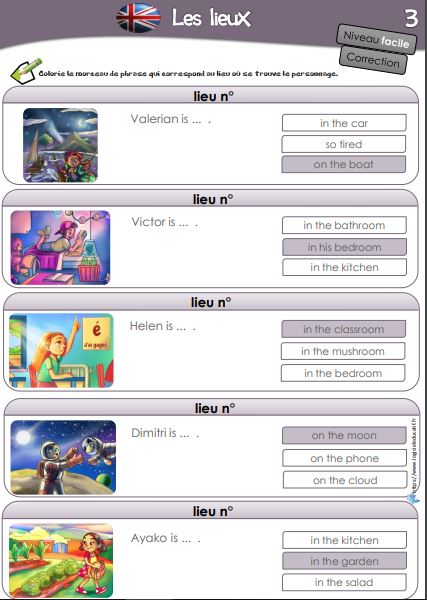 Les lieux
3
Niveau facile
Correction
Colorie le morceau de phrase qui correspond au lieu où se trouve le personnage.
lieu n°
Valerian is ... .
in the car
so tired
on the boat
lieu n°
Victor is ... .
in the bathroom
in his bedroom
in the kitchen
lieu n°
é
j'ai gagné
Helen is ... .
in the classroom
in the mushroom
in the bedroom
lieu n°
Dimitri is ... .
on the moon
on the phone
on the cloud
https://www.logicieleducatif.fr
lieu n°
Ayako is ... .
in the kitchen
in the garden
in the salad